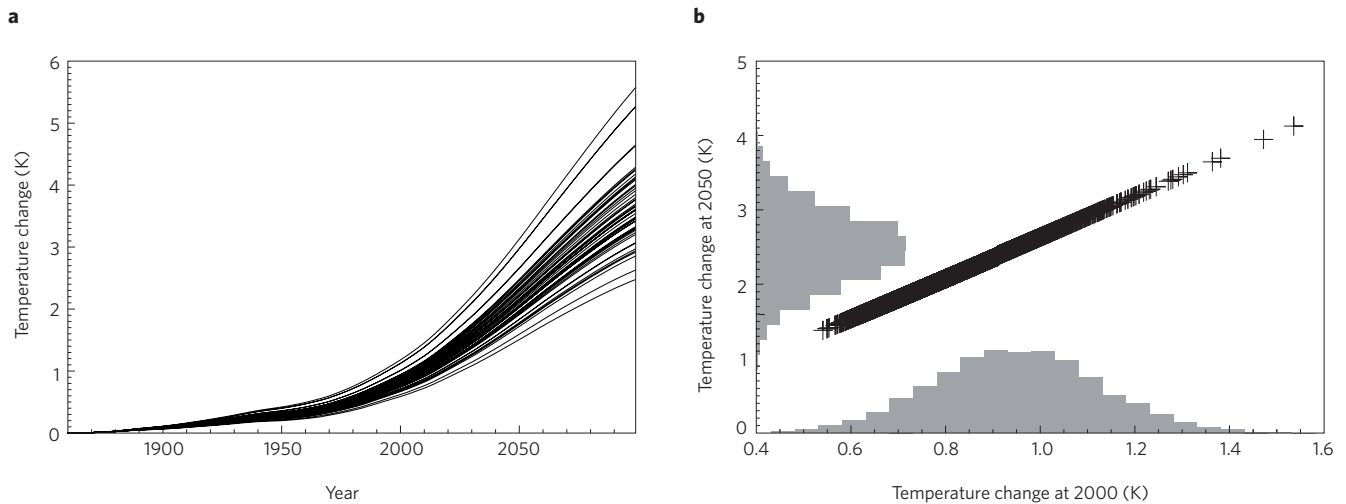 a
6
5
4
3
2
1
0
Temperature change (K)
1900 1950 2000 2050
Year
b
5
4
3
2
1
0
Temperature change at 2050 (K)
0.4 0.6 0.8 1.0 1.2 1.4 1.6
Temperature change at 2000 (K)